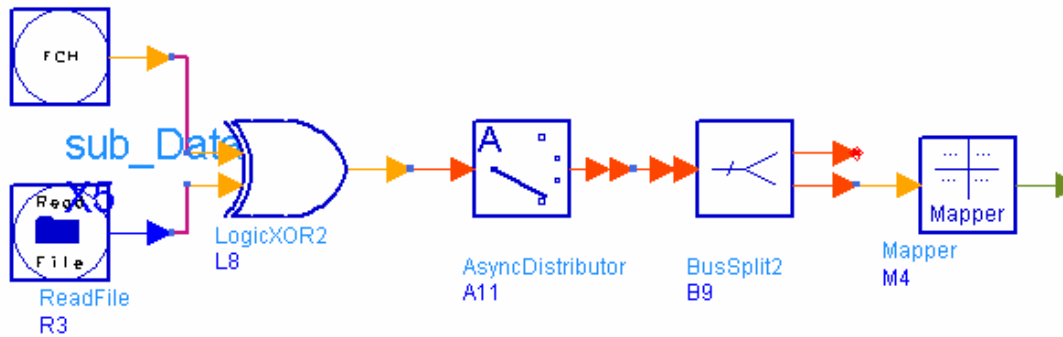 FCH
sub_Data
X5
Read
File
ReadFile
R3
LogicXOR2
L8
A
AsyncDistributor
A11
BusSplit2
B9
Mapper
Mapper
M4